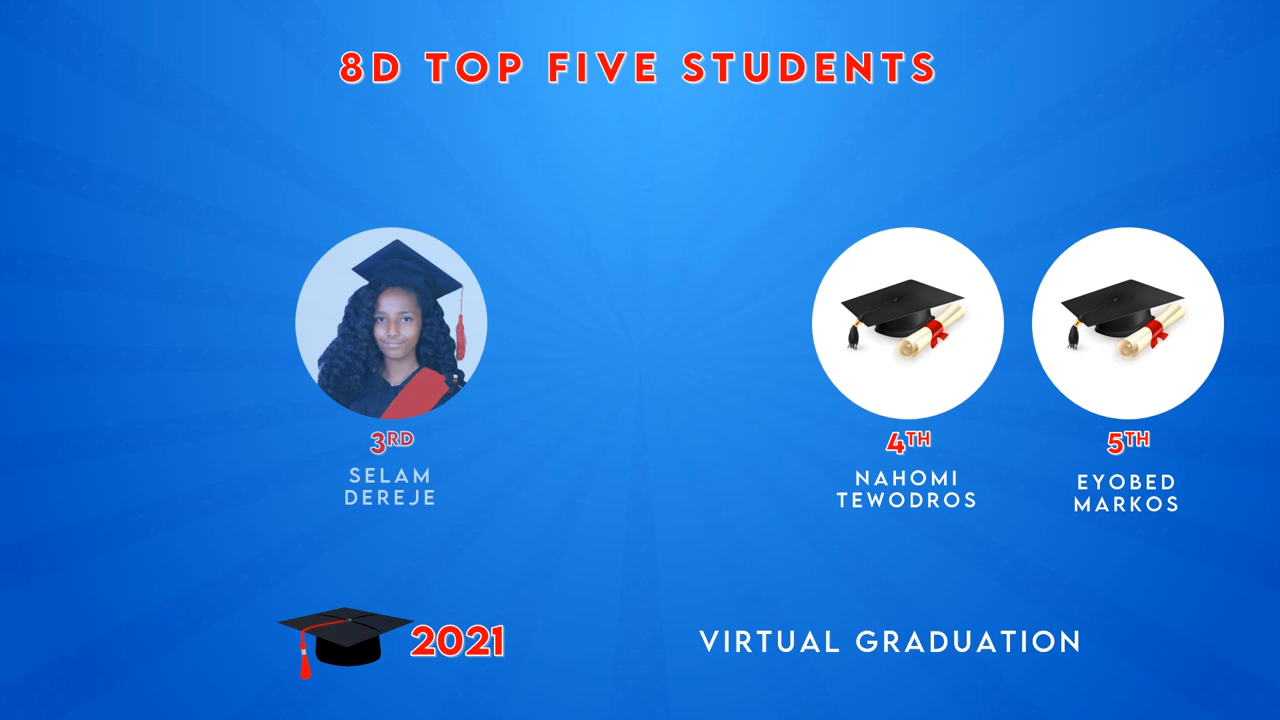 8D TOP FIVE STUDENTS
3RD
SELAM
DEREJE
4TH
NAHOMI
TEWODROS
5TH
EYOBED
MARKOS
2021
VIRTUAL GRADUATION